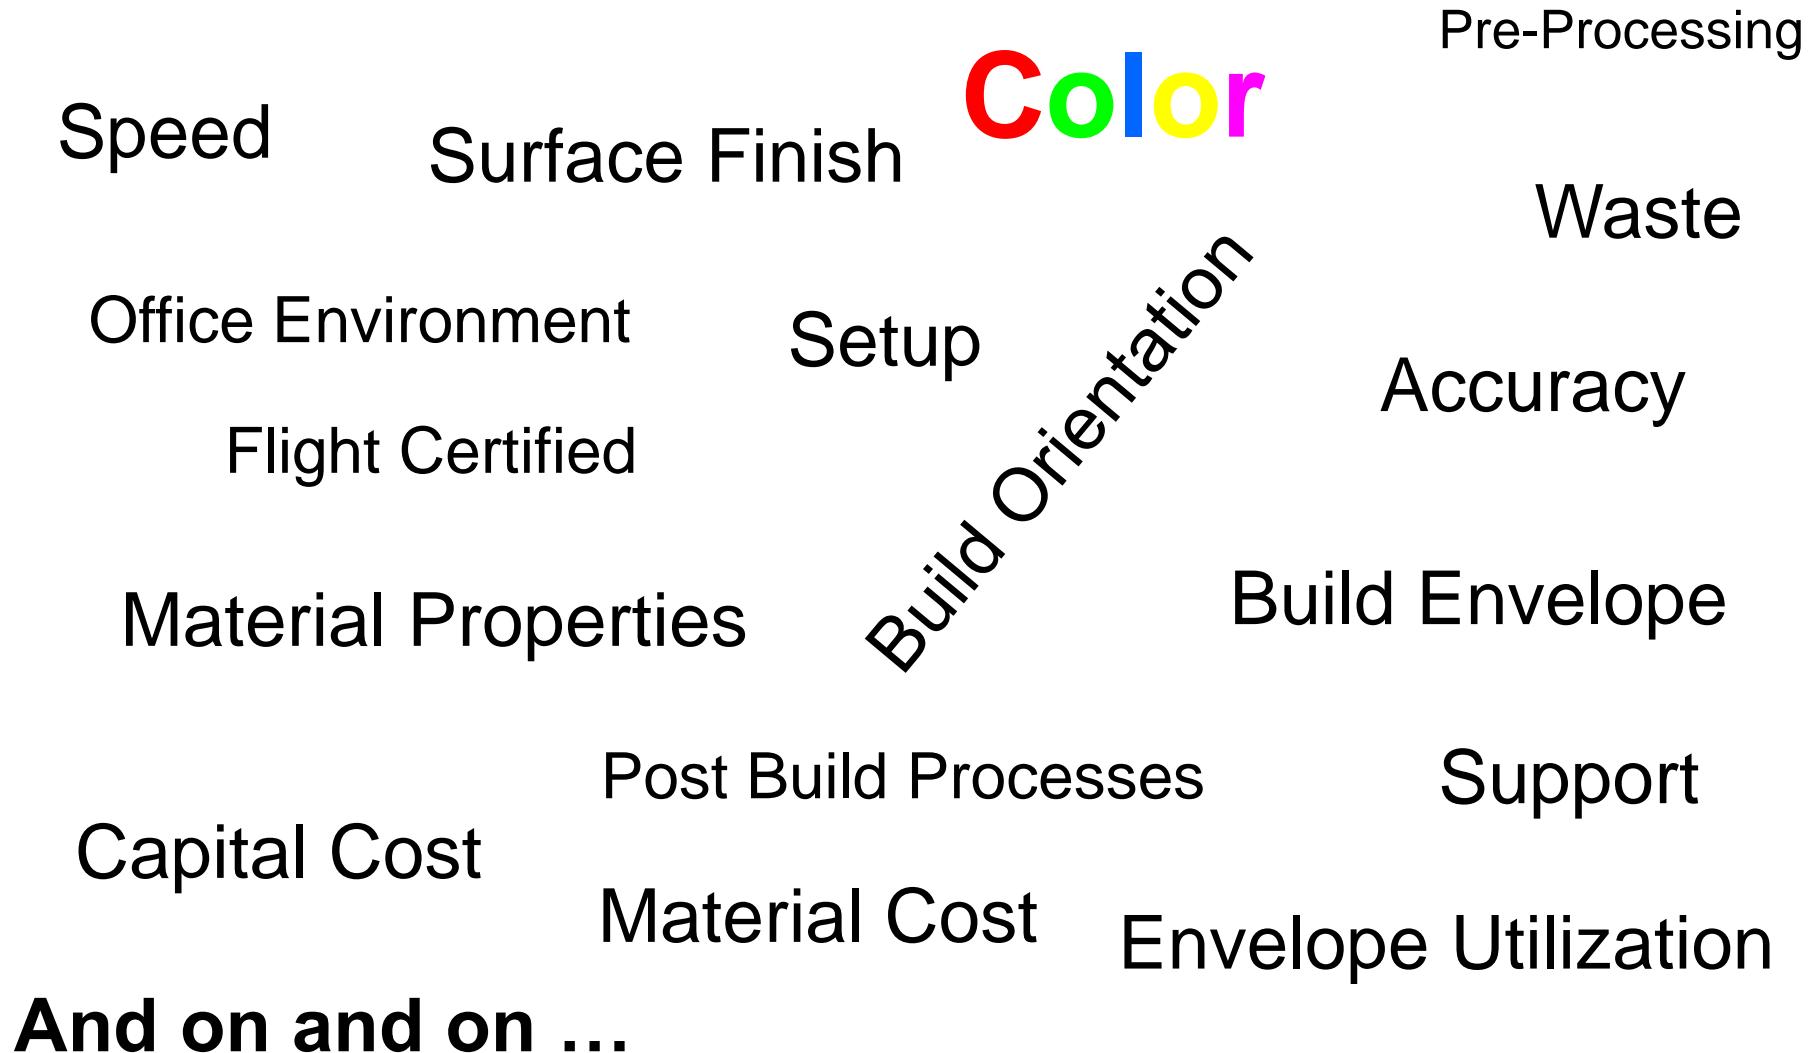 Pre-Processing
Color
Speed
Surface Finish
Waste
Office Environment
Setup
Build Orientation
Accuracy
Flight Certified
Material Properties
Build Envelope
Post Build Processes
Support
Capital Cost
Material Cost
Envelope Utilization
And on and on …